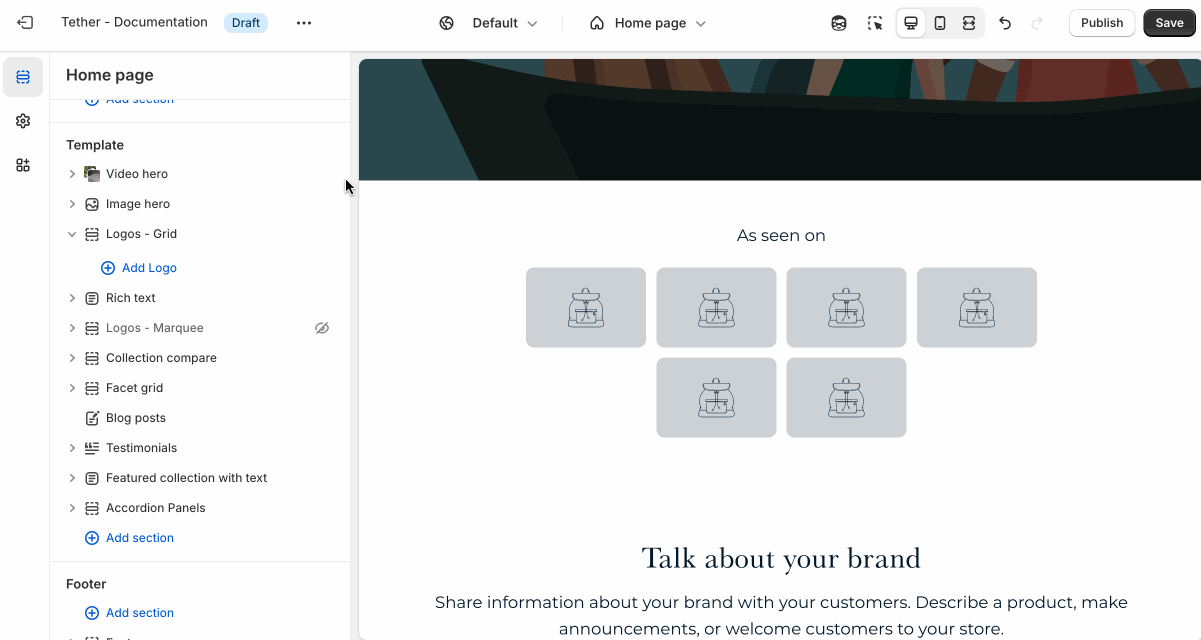 Tether - Documentation
Draft
Default
Home page
Publish
Save
Home page
Add section
Template
Video hero
Image hero
Logos - Grid
Add Logo
Rich text
Logos - Marquee
Collection compare
Facet grid
Blog posts
Testimonials
Featured collection with text
Accordion Panels
Add section
Footer
Add section
As seen on
Talk about your brand
Share information about your brand with your customers. Describe a product, make
announcements, or welcome customers to your store.